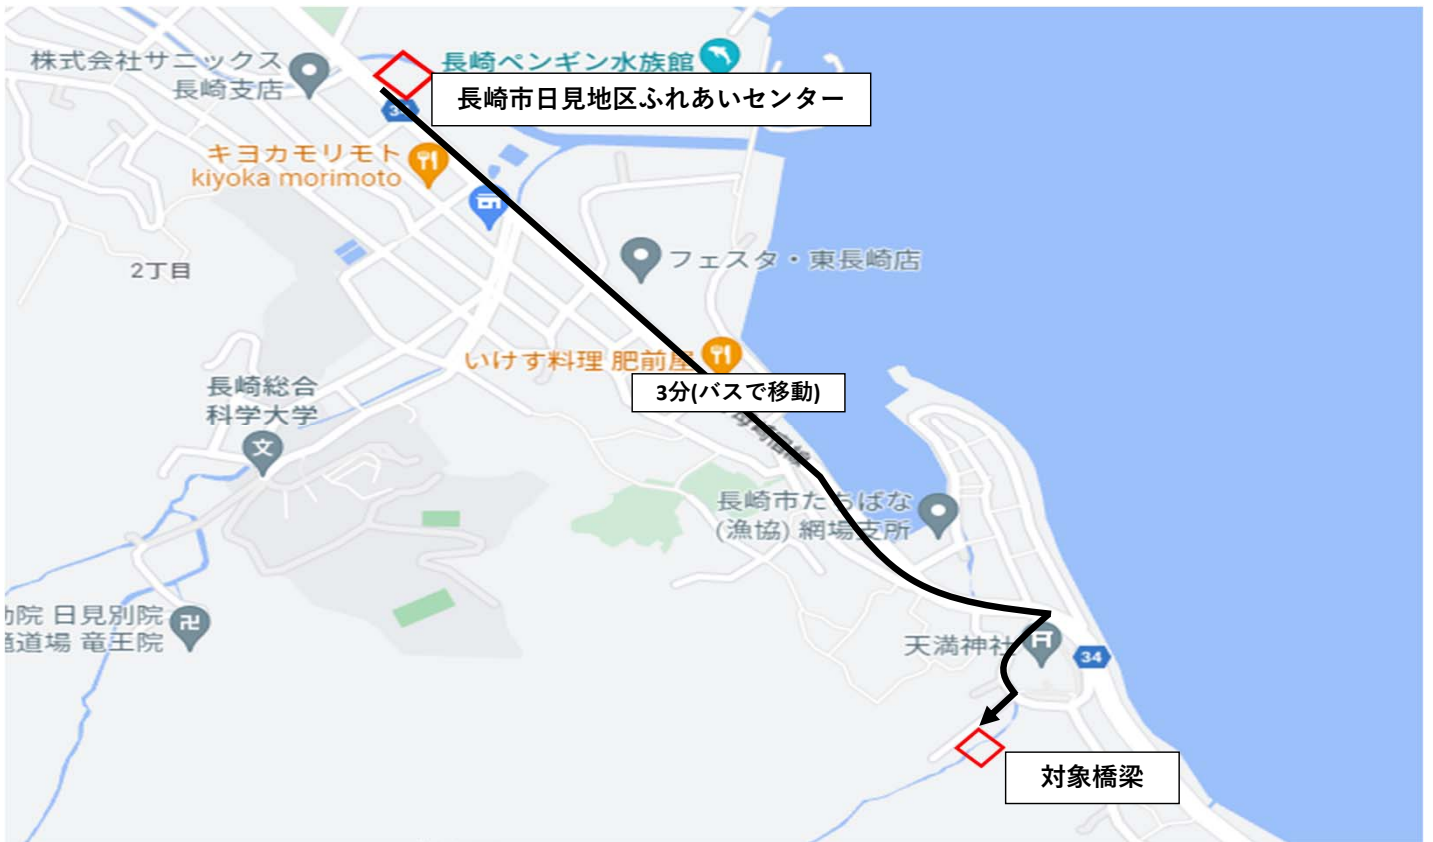 株式会社サニックス
長崎支店
長崎ペンギン水族館
長崎市日見地区ふれあいセンター
キヨカモリモト
kiyoka morimoto
2丁目
フェスタ・東長崎店
いけす料理 肥前屋
3分(バスで移動)
長崎総合
科学大学
文
長崎市たちばな
(漁協) 網場支所
院 日見別院
道場 竜王院
卍
天満神社
34
対象橋梁